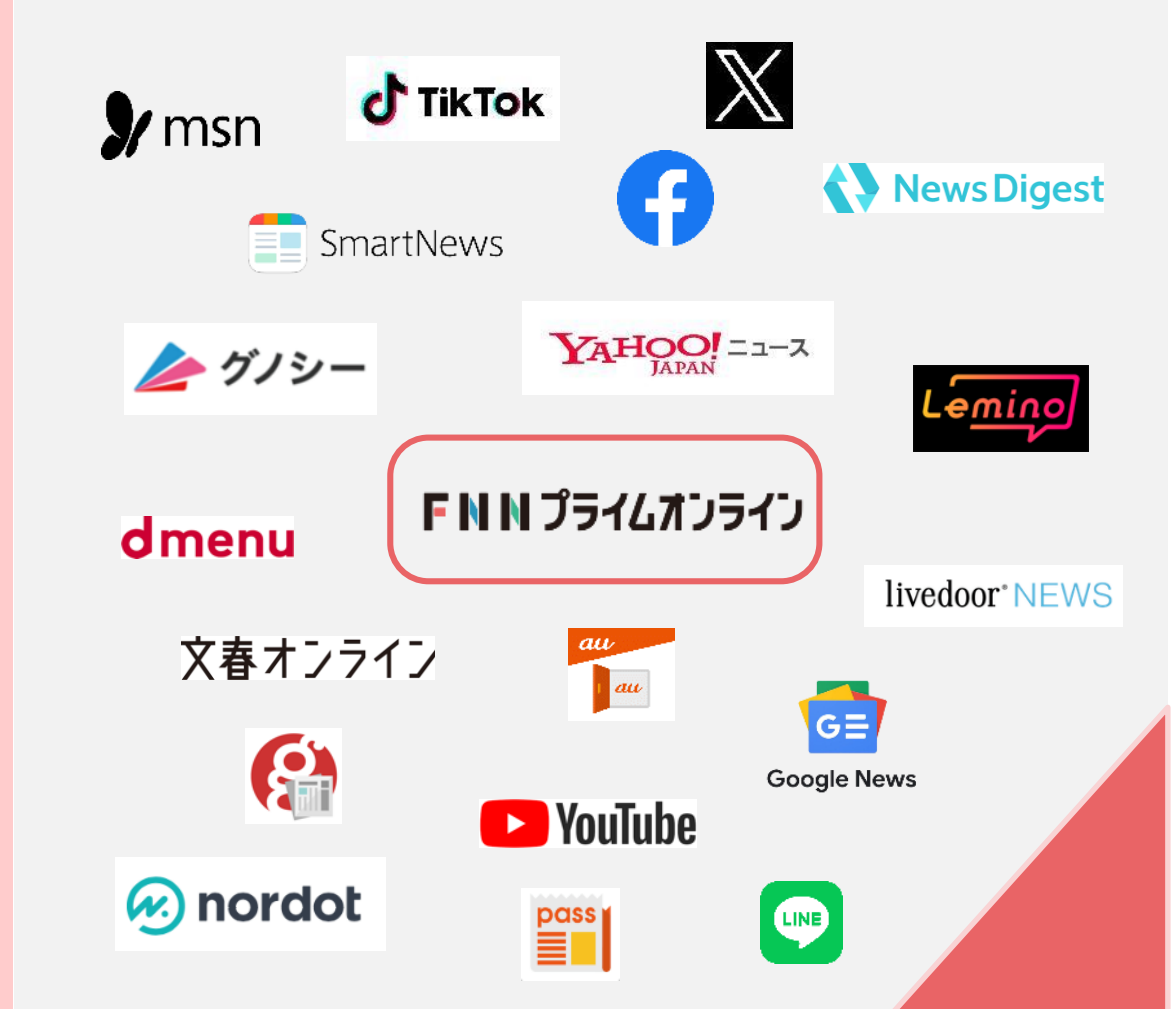 msn
TikTok
X
NewsDigest
SmartNews
グノシー
YAHOO! ニュース
JAPAN
Lemino
FNNプライムオンライン
dmenu
livedoor NEWS
文春オンライン
au
au
GE
Google News
g
YouTube
nordot
pass
LINE